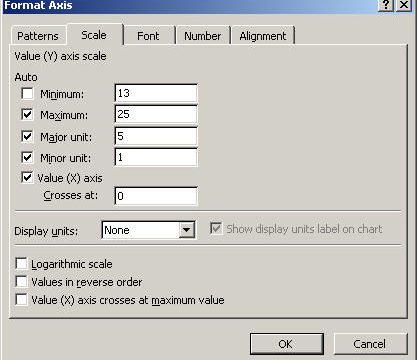 Format Axis
Patterns Scale Font Number Alignment
Value (Y) axis scale
Auto
Minimum: 13
Maximum: 25
Major unit: 5
Minor unit: 1
Value (X) axis
Crosses at: 0
Display units: None Show display units label on chart
Logarithmic scale
Values in reverse order
Value (X) axis crosses at maximum value
OK Cancel